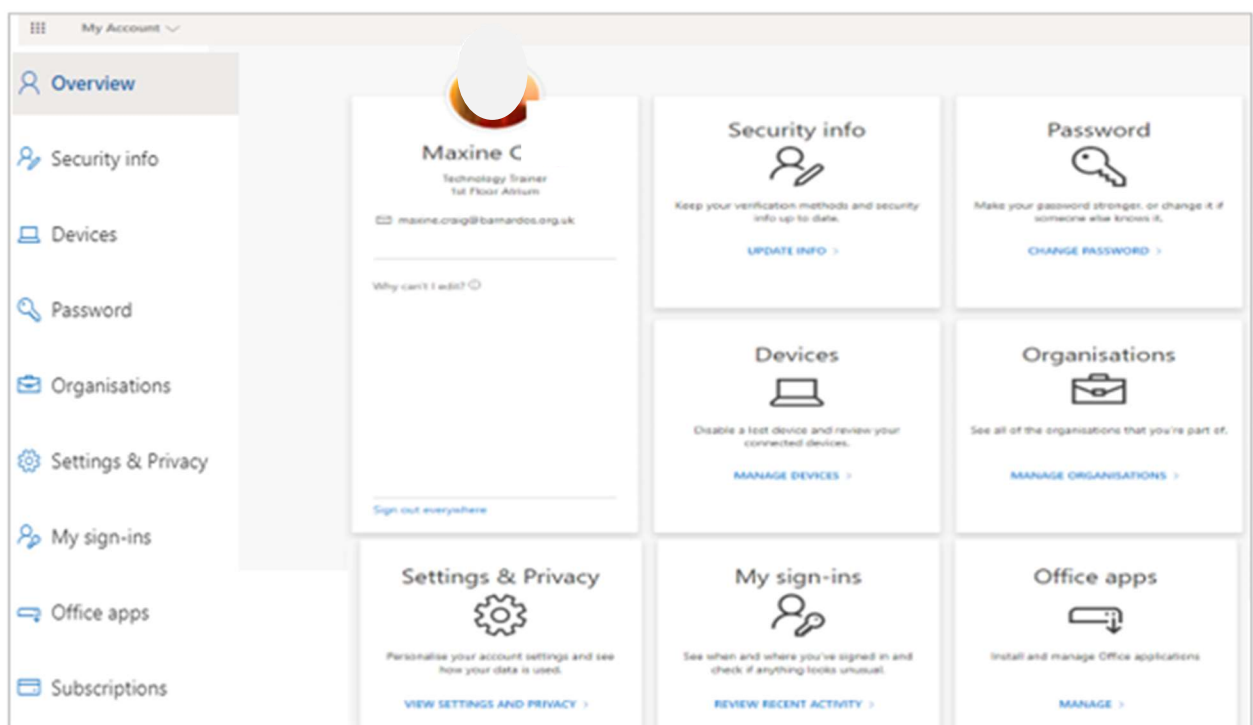 My Account
Overview
Security info
Devices
Password
Organisations
Settings & Privacy
My sign-ins
Office apps
Subscriptions
Maxine C
Technology Trainer
1st Floor Atrium
maxine.craig@barnardos.org.uk
Why can't I edit?
Sign out everywhere
Security info
Keep your verification methods and security
info up to date.
UPDATE INFO >
Password
Make your password stronger, or change it if
someone else knows it.
CHANGE PASSWORD >
Devices
Disable a lost device and review your
connected devices.
MANAGE DEVICES >
Organisations
See all of the organisations that you're part of.
MANAGE ORGANISATIONS >
Settings & Privacy
Personalise your account settings and see
how your data is used.
VIEW SETTINGS AND PRIVACY >
My sign-ins
See when and where you've signed in and
check if anything looks unusual.
REVIEW RECENT ACTIVITY >
Office apps
Install and manage Office applications
MANAGE >